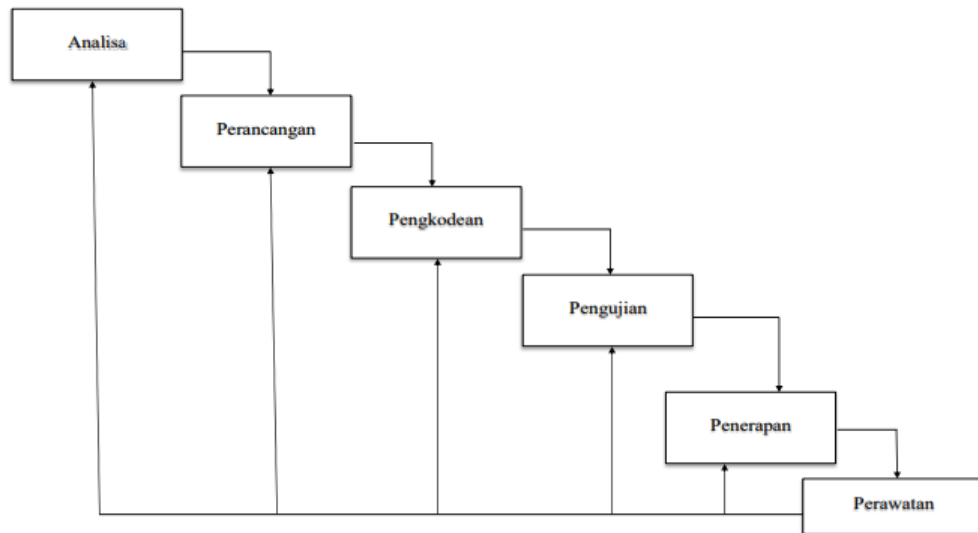 Analisa
Perancangan
Pengkodean
Pengujian
Penerapan
Perawatan